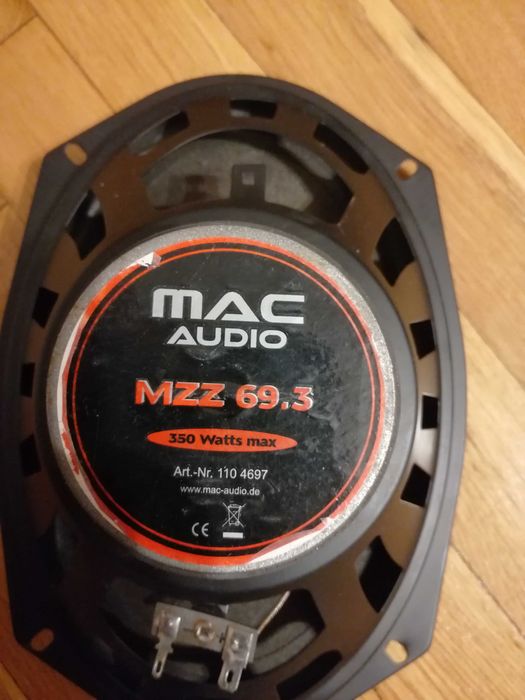 mac
AUDIO
MZZ 69.3
350 Watts max
Art.-Nr. 110 4697
www.mac-audio.de
CE